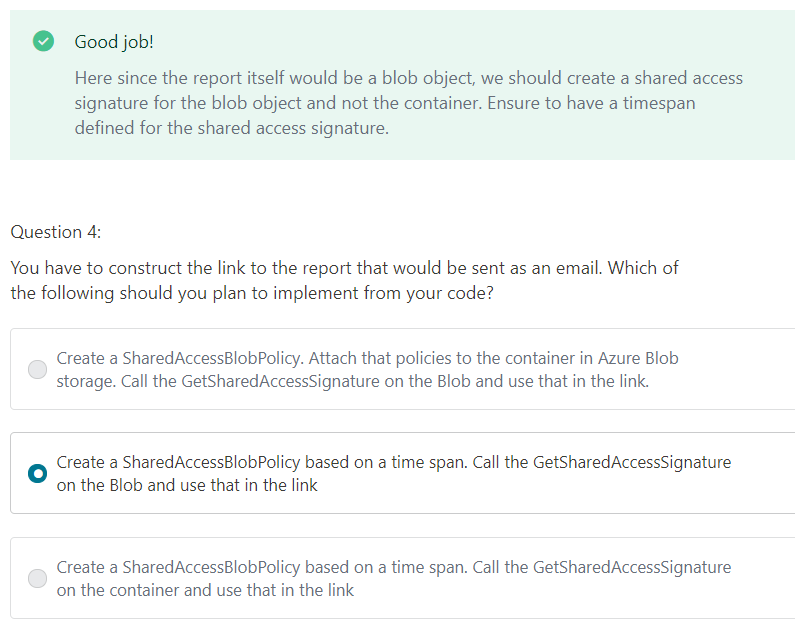 Good job!
Here since the report itself would be a blob object, we should create a shared access
signature for the blob object and not the container. Ensure to have a timespan
defined for the shared access signature.
Question 4:
You have to construct the link to the report that would be sent as an email. Which of
the following should you plan to implement from your code?
Create a SharedAccessBlobPolicy. Attach that policies to the container in Azure Blob
storage. Call the GetSharedAccessSignature on the Blob and use that in the link.
Create a SharedAccessBlobPolicy based on a time span. Call the GetSharedAccessSignature
on the Blob and use that in the link
Create a SharedAccessBlobPolicy based on a time span. Call the GetSharedAccessSignature
on the container and use that in the link